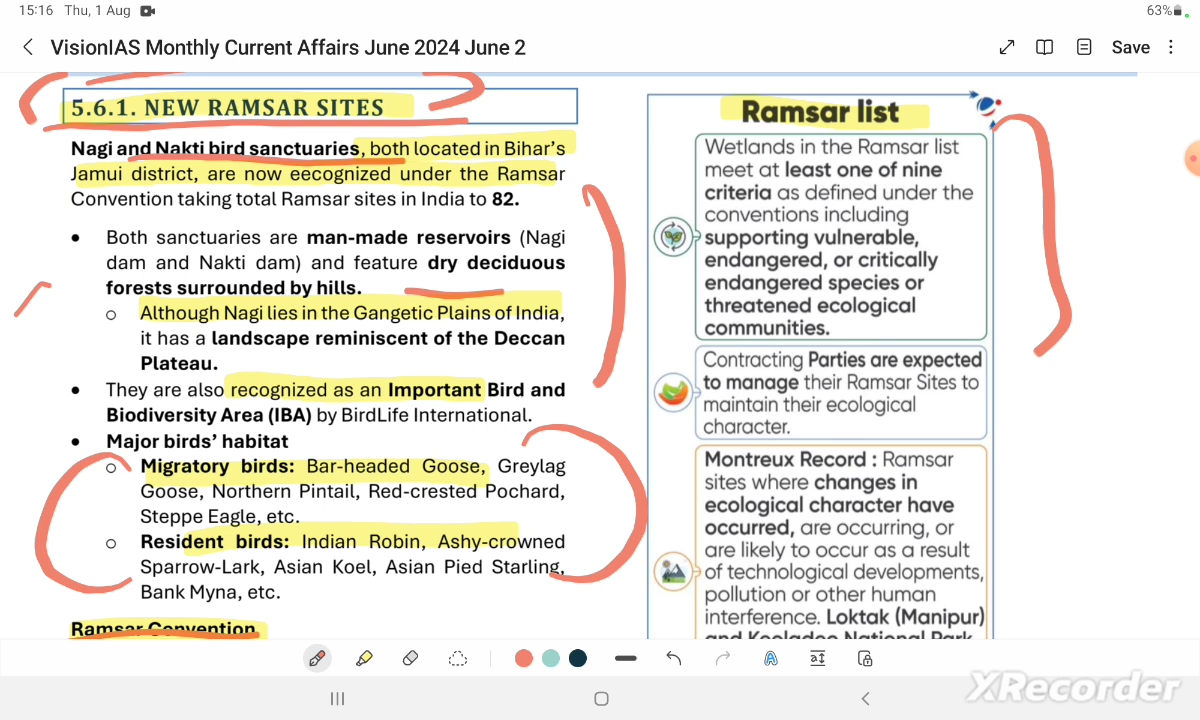 15:16 Thu, 1 Aug
63%
VisionIAS Monthly Current Affairs June 2024 June 2
Save
5.6.1. NEW RAMSAR SITES
Nagi and Nakti bird sanctuaries, both located in Bihar's
Jamui district, are now eecognized under the Ramsar
Convention taking total Ramsar sites in India to 82.
• Both sanctuaries are man-made reservoirs (Nagi
dam and Nakti dam) and feature dry deciduous
forests surrounded by hills.
o Although Nagi lies in the Gangetic Plains of India,
it has a landscape reminiscent of the Deccan
Plateau.
• They are also recognized as an Important Bird and
Biodiversity Area (IBA) by BirdLife International.
• Major birds' habitat
o Migratory birds: Bar-headed Goose, Greylag
Goose, Northern Pintail, Red-crested Pochard,
Steppe Eagle, etc.
o Resident birds: Indian Robin, Ashy-crowned
Sparrow-Lark, Asian Koel, Asian Pied Starling,
Bank Myna, etc.
Ramsar Convention
Ramsar list
Wetlands in the Ramsar list
meet at least one of nine
criteria as defined under the
conventions including
supporting vulnerable,
endangered, or critically
endangered species or
threatened ecological
communities.
Contracting Parties are expected
to manage their Ramsar Sites to
maintain their ecological
character.
Montreux Record : Ramsar
sites where changes in
ecological character have
occurred, are occurring, or
are likely to occur as a result
of technological developments,
pollution or other human
interference. Loktak (Manipur)
and Keoladeo National Park
XRecorder